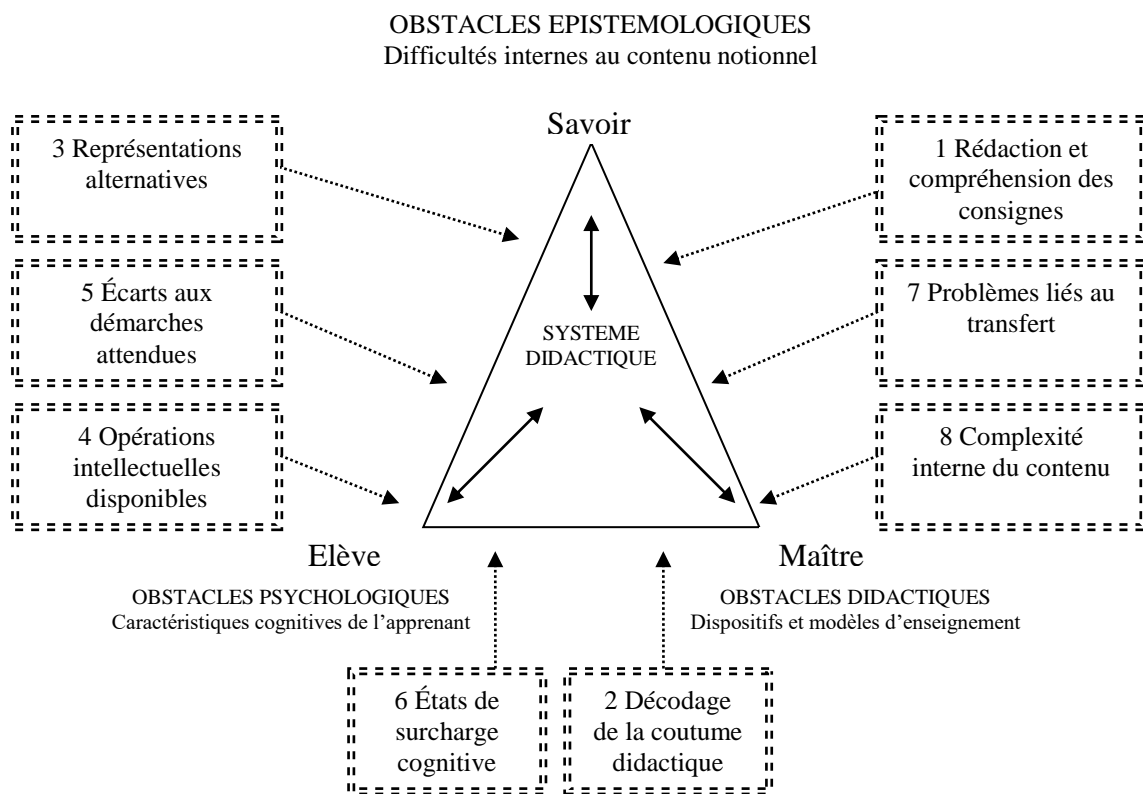 OBSTACLES EPISTEMOLOGIQUES
Difficultés internes au contenu notionnel
Savoir
3 Représentations
alternatives
1 Rédaction et
compréhension des
consignes
5 Écarts aux
démarches
attendues
7 Problèmes liés au
transfert
SYSTEME
DIDACTIQUE
4 Opérations
intellectuelles
disponibles
8 Complexité
interne du contenu
Elève
Maître
OBSTACLES PSYCHOLOGIQUES
Caractéristiques cognitives de l’apprenant
OBSTACLES DIDACTIQUES
Dispositifs et modèles d’enseignement
6 États de
surcharge
cognitive
2 Décodage
de la coutume
didactique